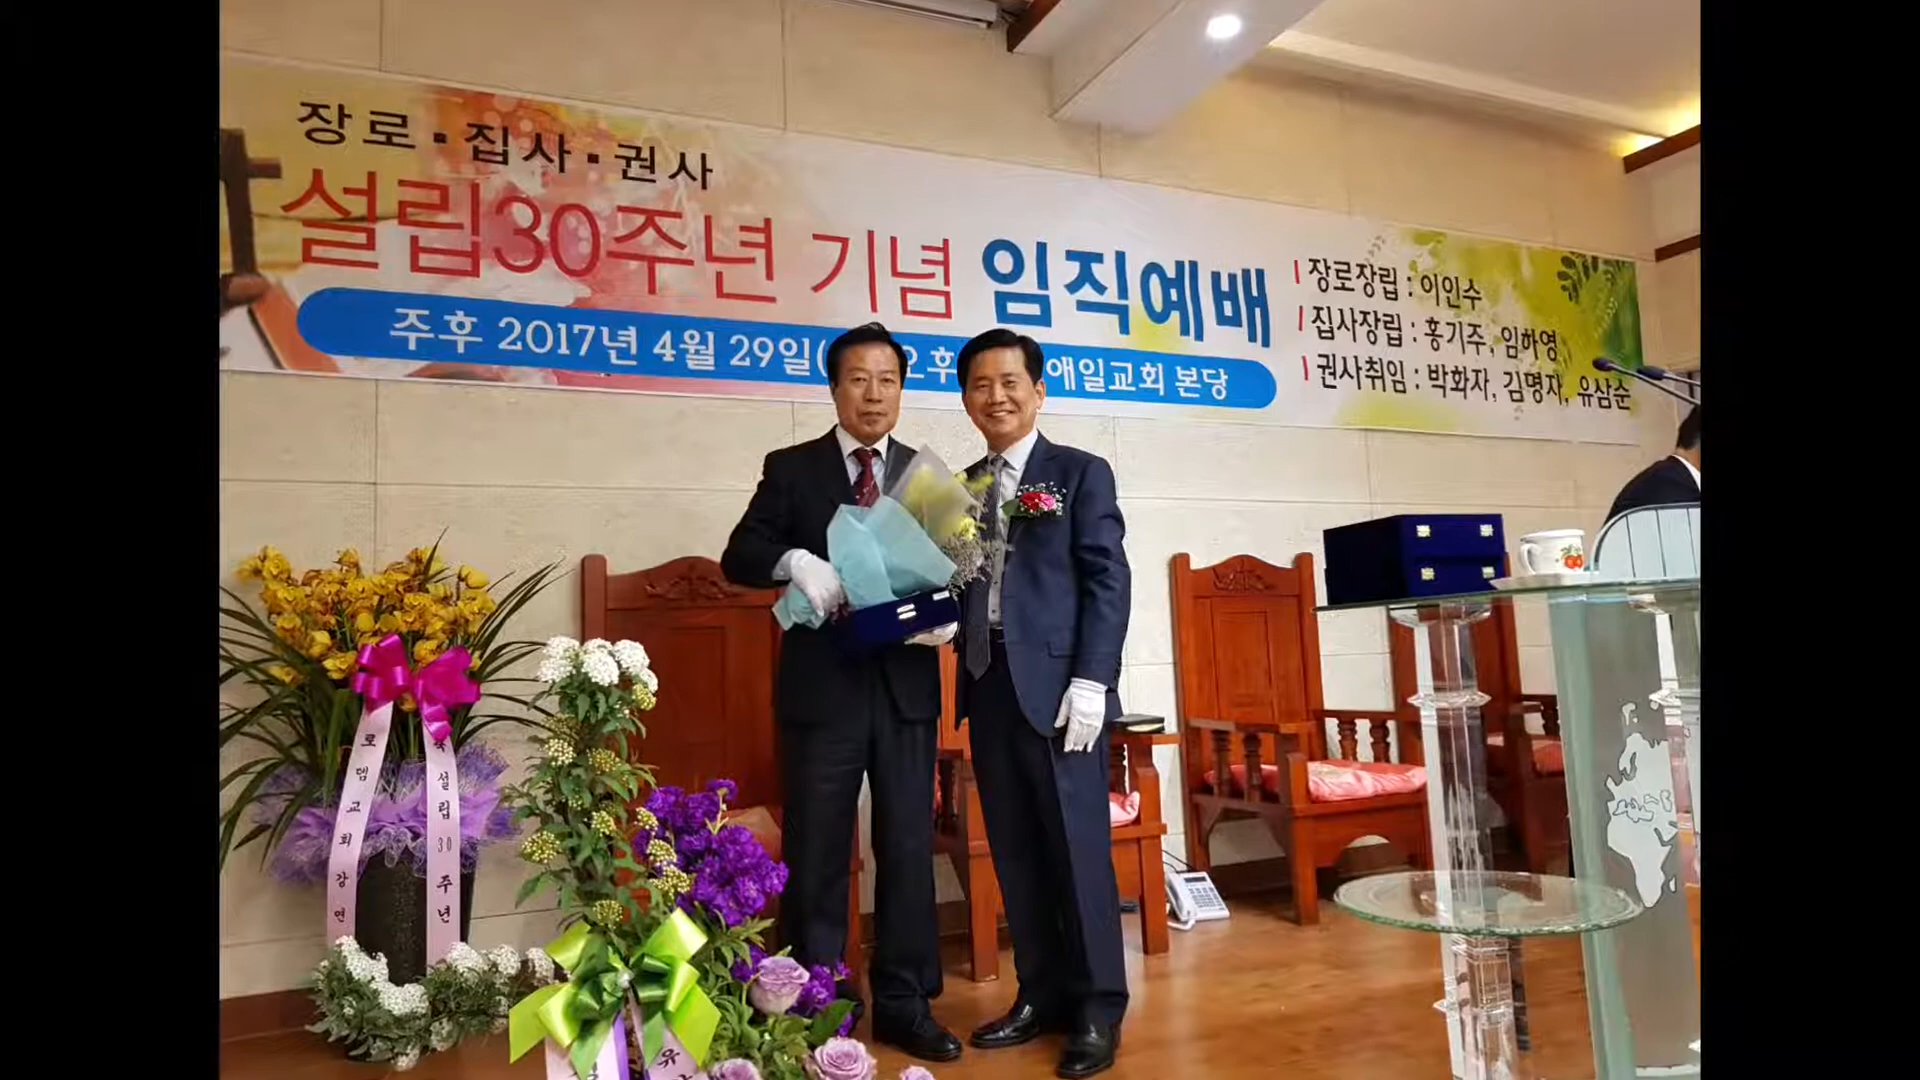 장로·집사·권사
설립30주년 기념 임직예배
주후 2017년 4월 29일( 오후 애일교회 본당
장로장립 : 이인수
집사장립 : 홍기주, 임하영
권사취임 : 박화자, 김명자, 유삼순
로뎀교회강연
설립30주년